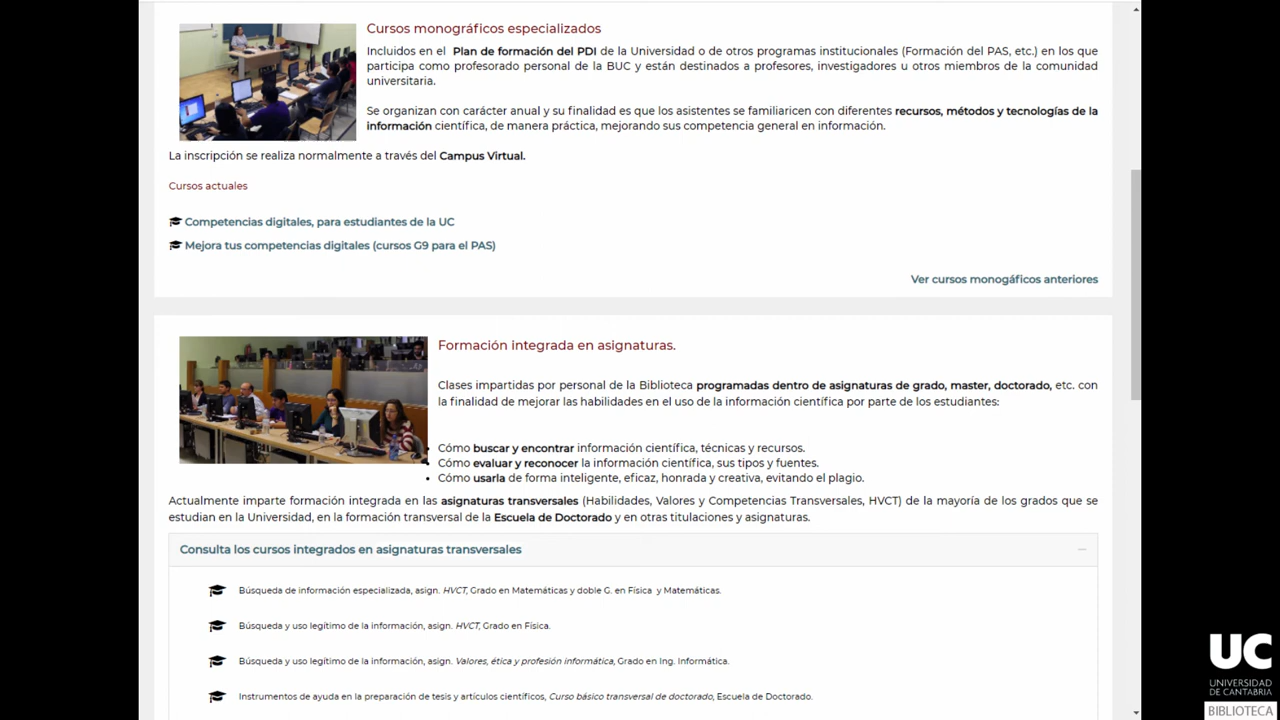 Cursos monográficos especializados
Incluidos en el Plan de formación del PDI de la Universidad o de otros programas institucionales (Formación del PAS, etc.) en los que
participa como profesorado personal de la BUC y están destinados a profesores, investigadores u otros miembros de la comunidad
universitaria.
Se organizan con carácter anual y su finalidad es que los asistentes se familiaricen con diferentes recursos, métodos y tecnologías de la
información científica, de manera práctica, mejorando sus competencia general en información.
La inscripción se realiza normalmente a través del Campus Virtual.
Cursos actuales
Competencias digitales, para estudiantes de la UC
Mejora tus competencias digitales (cursos G9 para el PAS)
Ver cursos monogáficos anteriores
Formación integrada en asignaturas.
Clases impartidas por personal de la Biblioteca programadas dentro de asignaturas de grado, master, doctorado, etc. con
la finalidad de mejorar las habilidades en el uso de la información científica por parte de los estudiantes:
Cómo buscar y encontrar información científica, técnicas y recursos.
Cómo evaluar y reconocer la información científica, sus tipos y fuentes.
Cómo usarla de forma inteligente, eficaz, honrada y creativa, evitando el plagio.
Actualmente imparte formación integrada en las asignaturas transversales (Habilidades, Valores y Competencias Transversales, HVCT) de la mayoría de los grados que se
estudian en la Universidad, en la formación transversal de la Escuela de Doctorado y en otras titulaciones y asignaturas.
Consulta los cursos integrados en asignaturas transversales
Búsqueda de información especializada, asign. HVCT, Grado en Matemáticas y doble G. en Física y Matemáticas.
Búsqueda y uso legítimo de la información, asign. HVCT, Grado en Física.
Búsqueda y uso legítimo de la información, asign. Valores, ética y profesión informática, Grado en Ing. Informática.
Instrumentos de ayuda en la preparación de tesis y artículos científicos, Curso básico transversal de doctorado, Escuela de Doctorado.
UC
UNIVERSIDAD
DE CANTABRIA
BIBLIOTECA